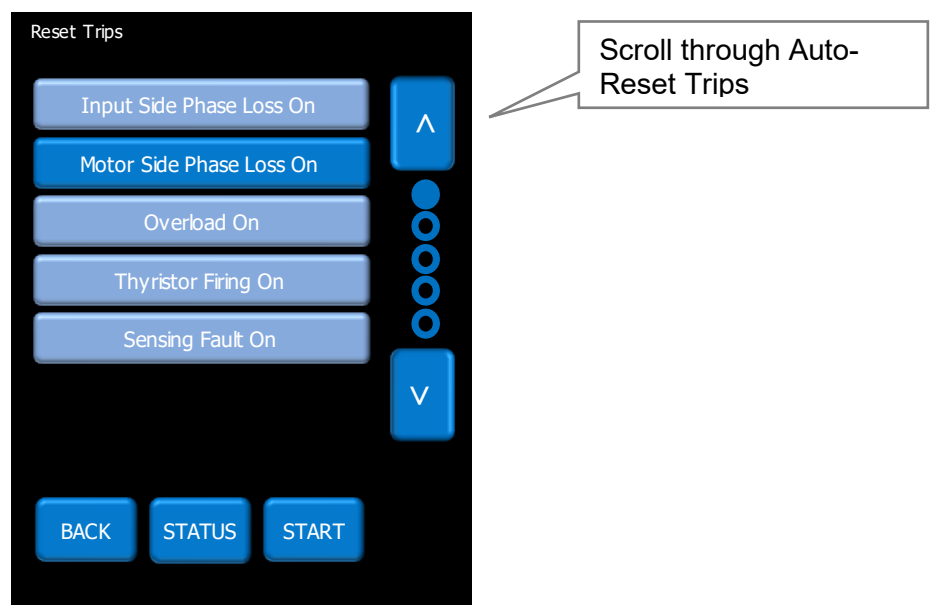 Reset Trips
Input Side Phase Loss On
Motor Side Phase Loss On
Overload On
Thyristor Firing On
Sensing Fault On
BACK STATUS START
Scroll through Auto-
Reset Trips